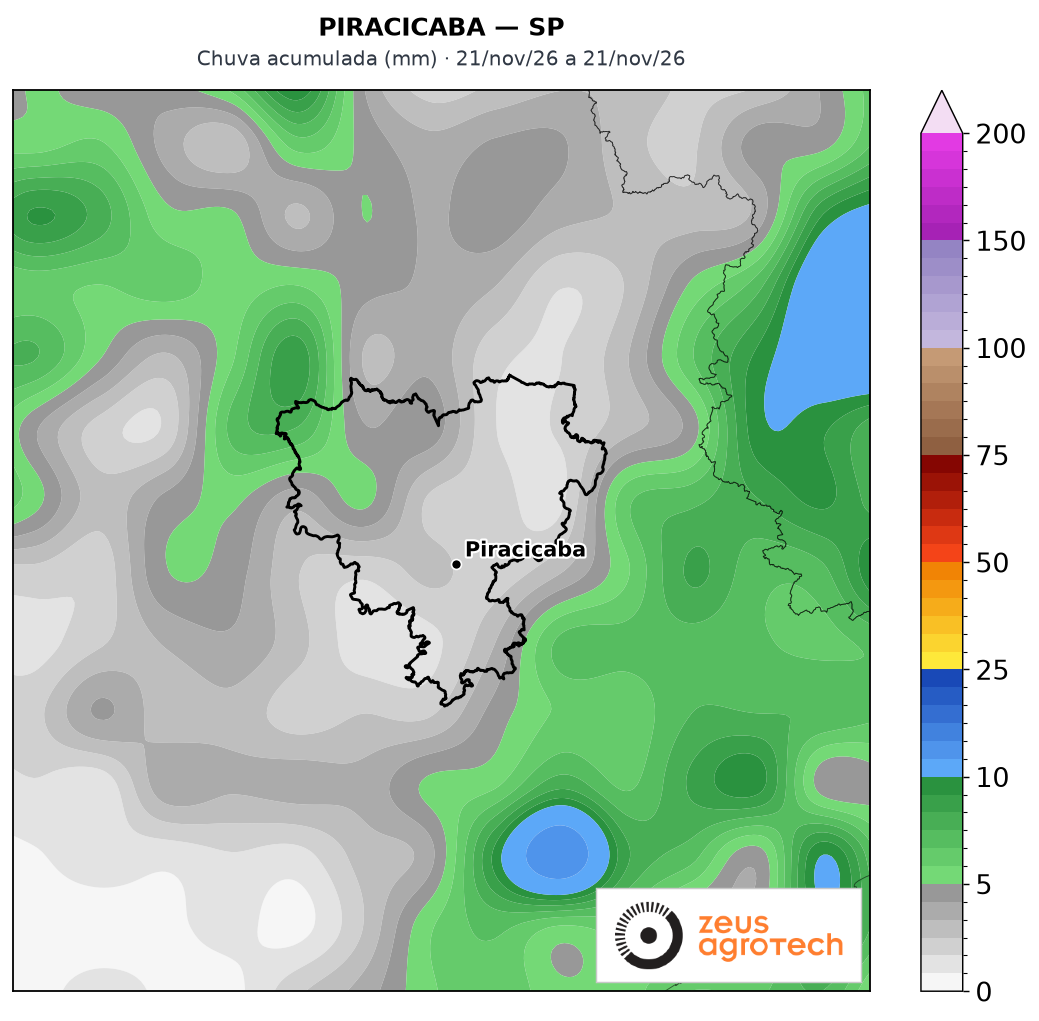 PIRACICABA — SP
Chuva acumulada (mm) · 21/nov/26 a 21/nov/26
200
150
100
75
50
25
10
5
0
Piracicaba
zeus
agrotech